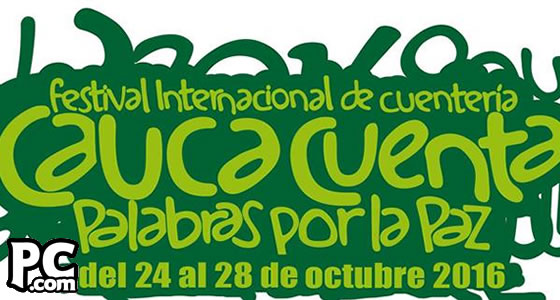 festival Internacional de cuentería
Cauca Cuenta
Palabras por la Paz
del 24 al 28 de octubre 2016
PC.com